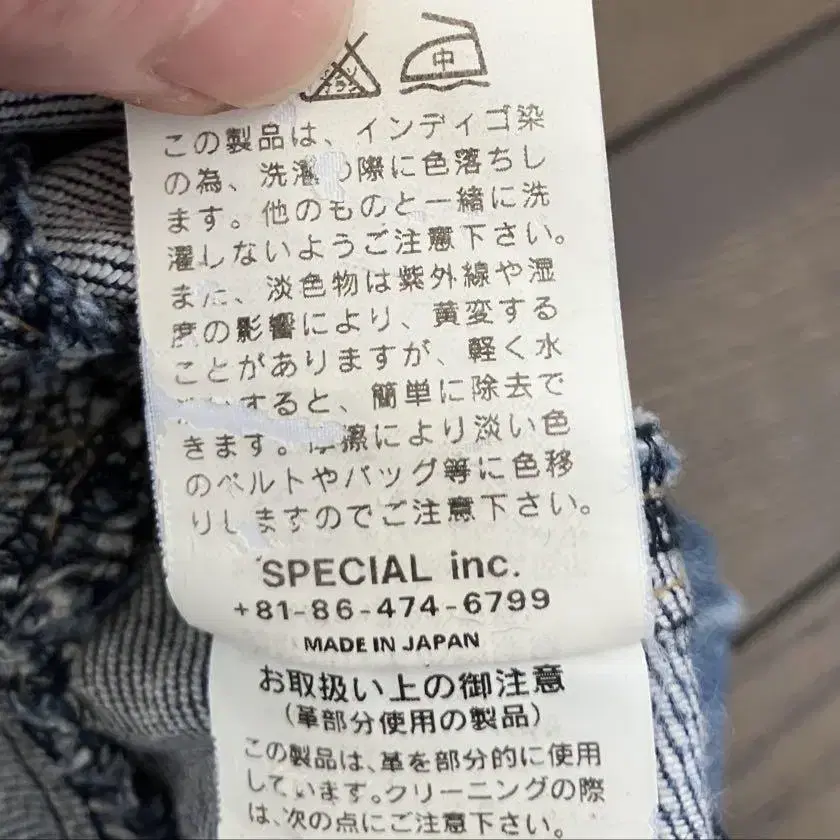 中
この製品は、インディゴ染
の為、洗濯の際に色落ちし
ます。他のものと一緒に洗
濯しないようご注意下さい。
また、淡色物は紫外線や湿
度の影響により、黄変する
ことがありますが、軽く水
すると、簡単に除去で
きます。摩擦により淡い色
のベルトやバッグ等に色移
りしますのでご注意下さい。
SPECIAL inc.
+81-86-474-6799
MADE IN JAPAN
お取扱い上の御注意
（革部分使用の製品）
この製品は、革を部分的に使用
しています。クリーニングの際
は、次の点にご注意下さい。